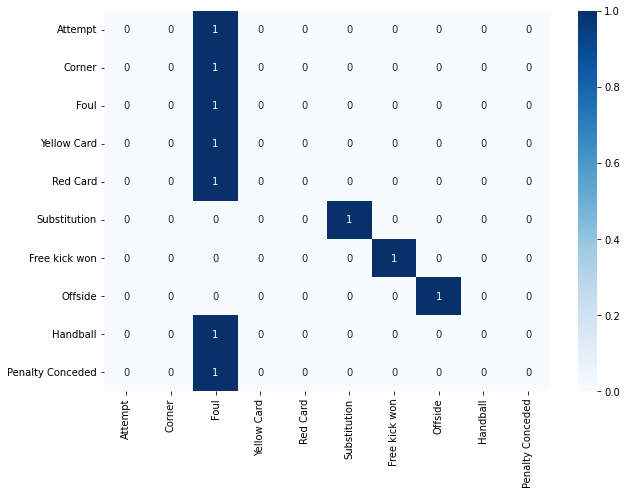 Attempt 0 0 1 0 0 0 0 0 0 0
Corner 0 0 1 0 0 0 0 0 0 0
Foul 0 0 1 0 0 0 0 0 0 0
Yellow Card 0 0 1 0 0 0 0 0 0 0
Red Card 0 0 1 0 0 0 0 0 0 0
Substitution 0 0 0 0 0 1 0 0 0 0
Free kick won 0 0 0 0 0 0 1 0 0 0
Offside 0 0 0 0 0 0 0 1 0 0
Handball 0 0 1 0 0 0 0 0 0 0
Penalty Conceded 0 0 1 0 0 0 0 0 0 0
Attempt
Corner
Foul
Yellow Card
Red Card
Substitution
Free kick won
Offside
Handball
Penalty Conceded
1.0
0.8
0.6
0.4
0.2
0.0